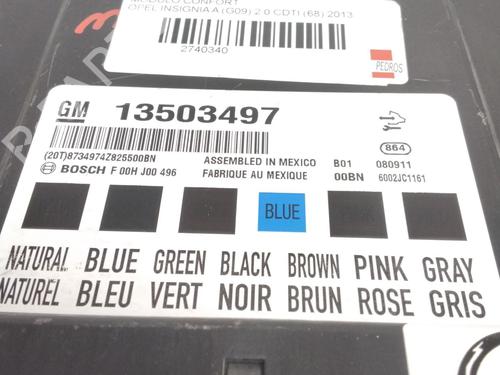 MODULO CONFORT
OPEL INSIGNIA A (G09) 2.0 CDTI (68) 2013
2740340
PEDROS
GM 13503497
(20T)8734974Z825500BN
ASSEMBLED IN MEXICO B01 080911
BOSCH F 00H J00 496
FABRIQUE AU MEXIQUE 00BN 6002JC1161
864
BLUE
NATURAL BLUE GREEN BLACK BROWN PINK GRAY
NATUREL BLEU VERT NOIR BRUN ROSE GRIS